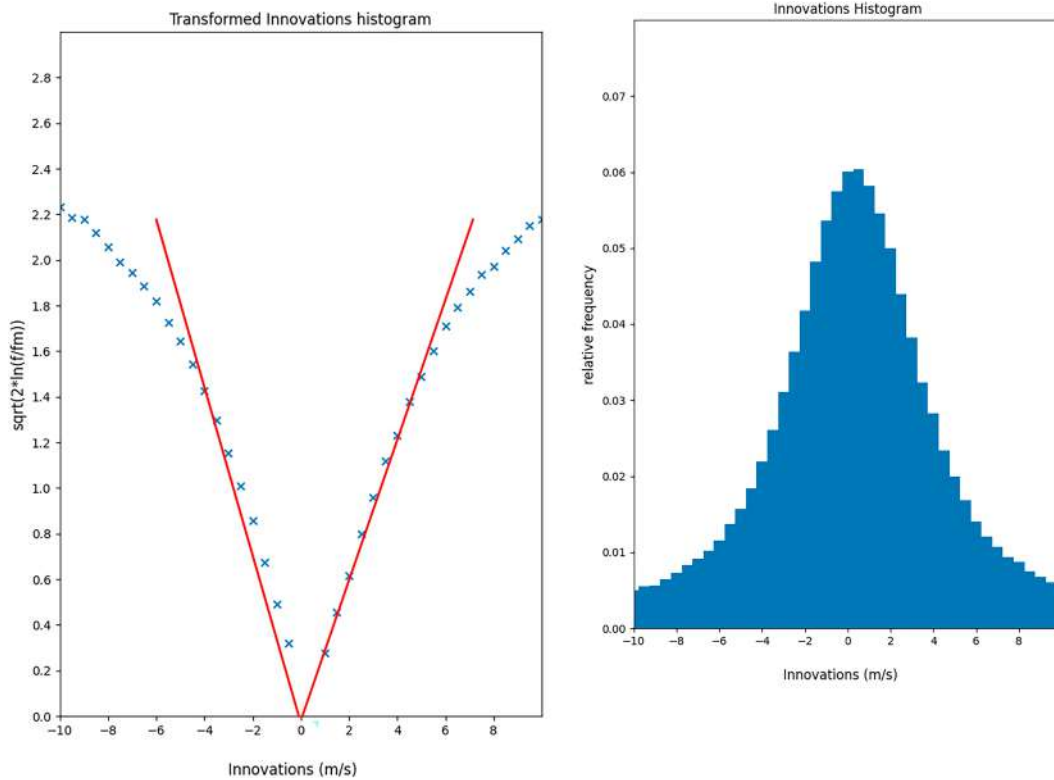 Transformed Innovations histogram
2.8
2.6
2.4
2.2
2.0
1.8
1.6
1.4
1.2
1.0
0.8
0.6
0.4
0.2
0.0
sqrt(2*ln(f/fm))
−10 −8 −6 −4 −2 0 2 4 6 8
Innovations (m/s)
Innovations Histogram
0.07
0.06
0.05
0.04
0.03
0.02
0.01
0.00
relative frequency
−10 −8 −6 −4 −2 0 2 4 6 8
Innovations (m/s)